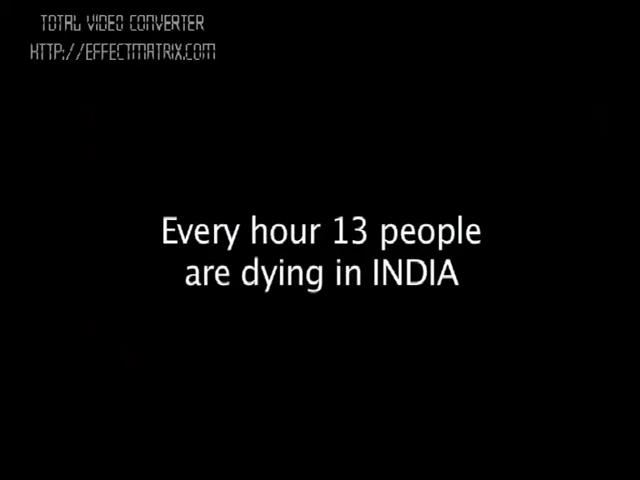 TOTAL VIDEO CONVERTER
HTTP://EFFECTMATRIX.COM
Every hour 13 people
are dying in INDIA